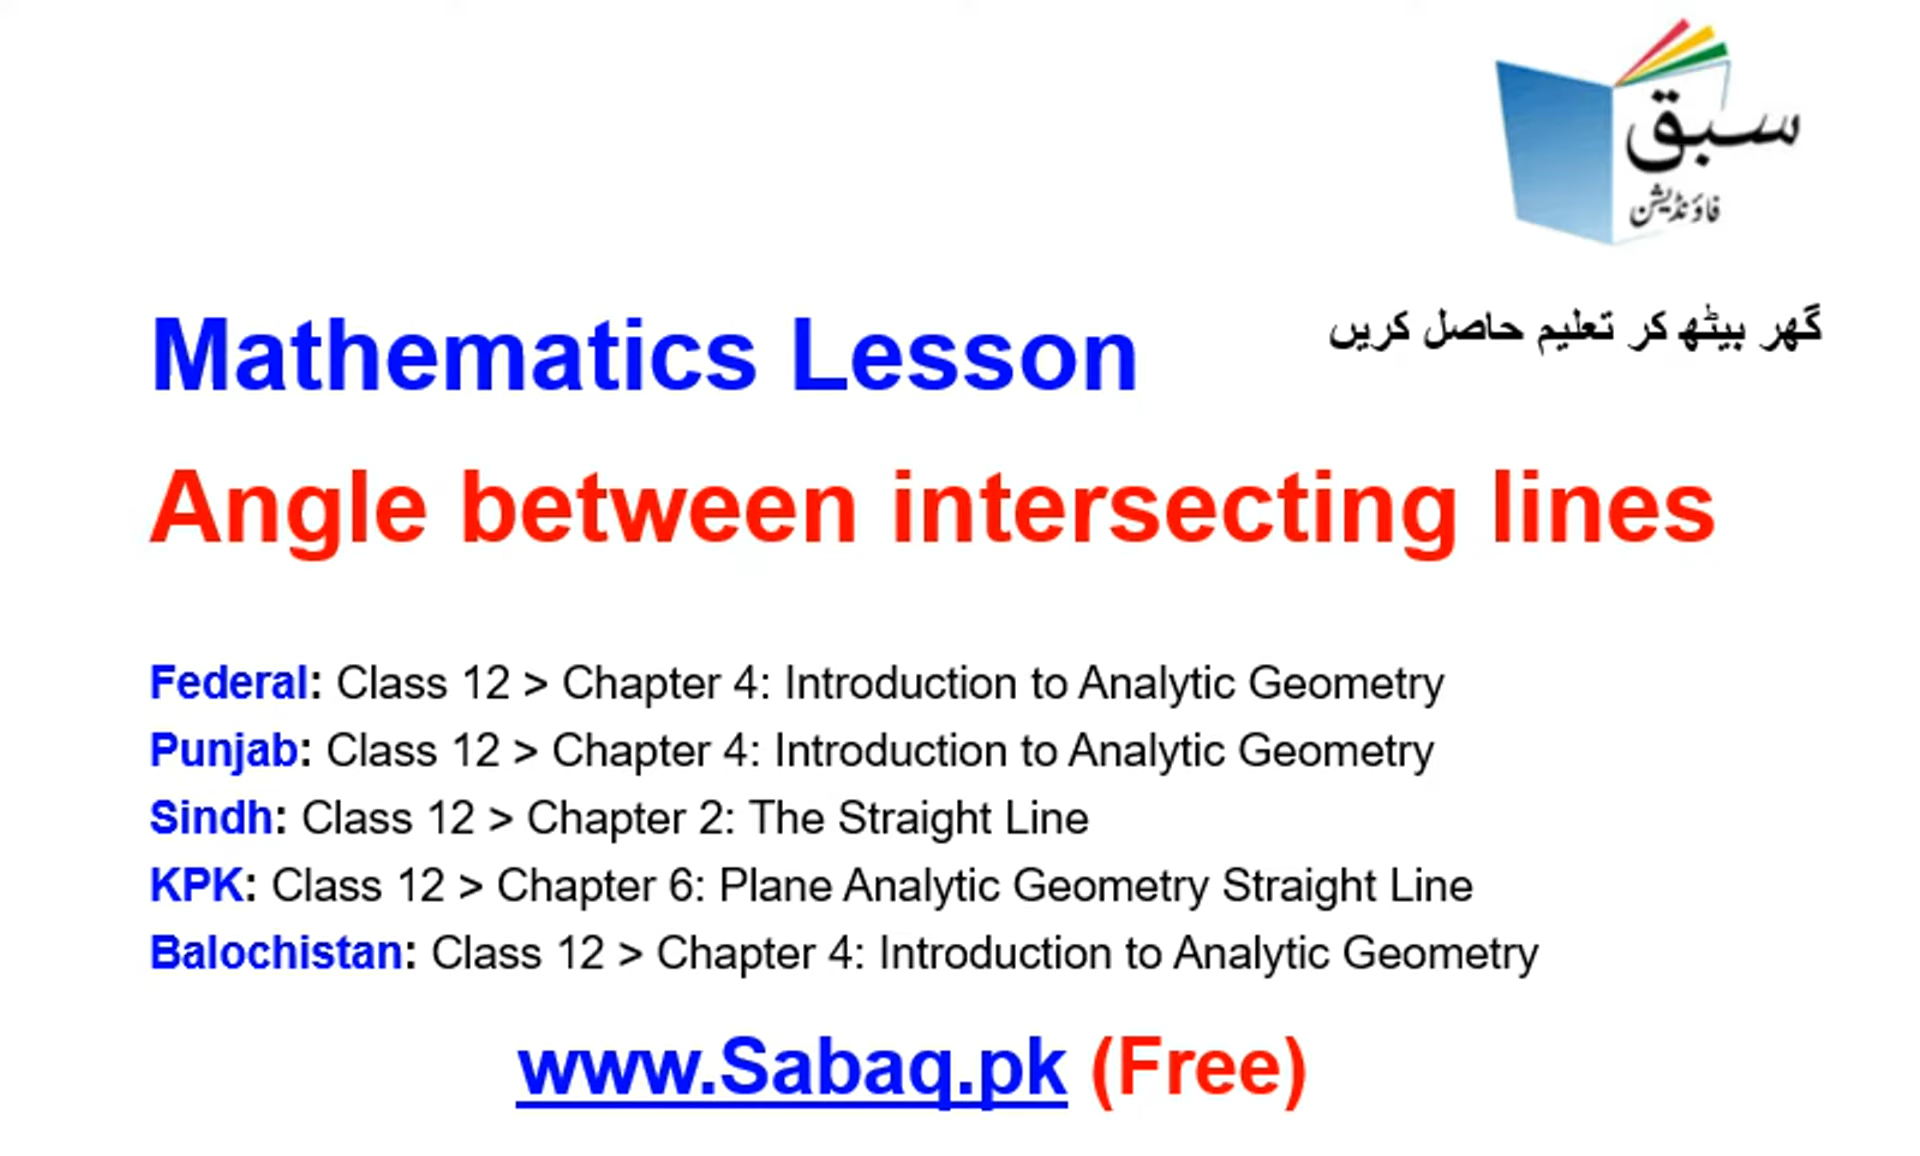 سبق
فاؤنڈیشن
گھر بیٹھ کر تعلیم حاصل کریں
Mathematics Lesson
Angle between intersecting lines
Federal: Class 12 > Chapter 4: Introduction to Analytic Geometry
Punjab: Class 12 > Chapter 4: Introduction to Analytic Geometry
Sindh: Class 12 > Chapter 2: The Straight Line
KPK: Class 12 > Chapter 6: Plane Analytic Geometry Straight Line
Balochistan: Class 12 > Chapter 4: Introduction to Analytic Geometry
www.Sabaq.pk (Free)